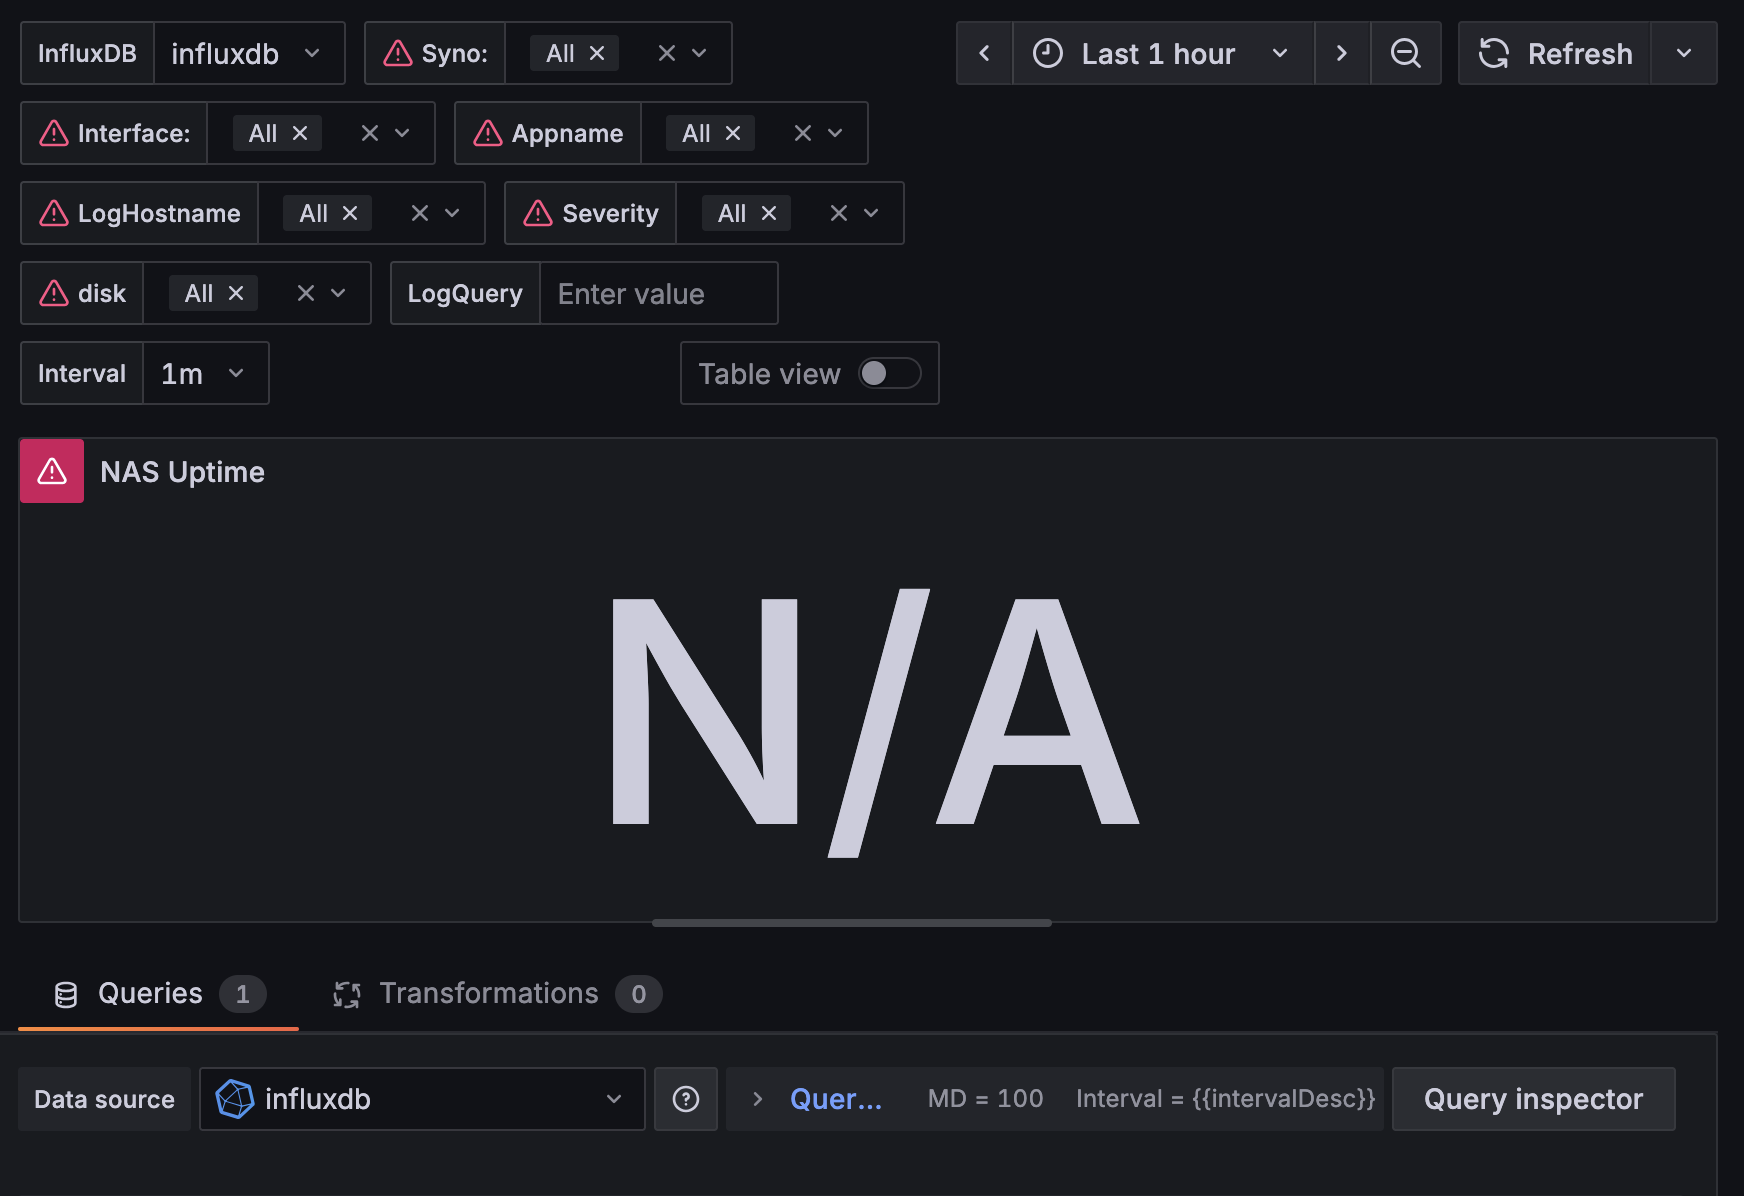 InfluxDB influxdb Syno: All Last 1 hour Refresh
Interface: All Appname All
LogHostname All Severity All
disk All LogQuery Enter value
Interval 1m Table view
NAS Uptime
N/A
Queries 1 Transformations 0
Data source influxdb Quer... MD = 100 Interval = {{intervalDesc}} Query inspector